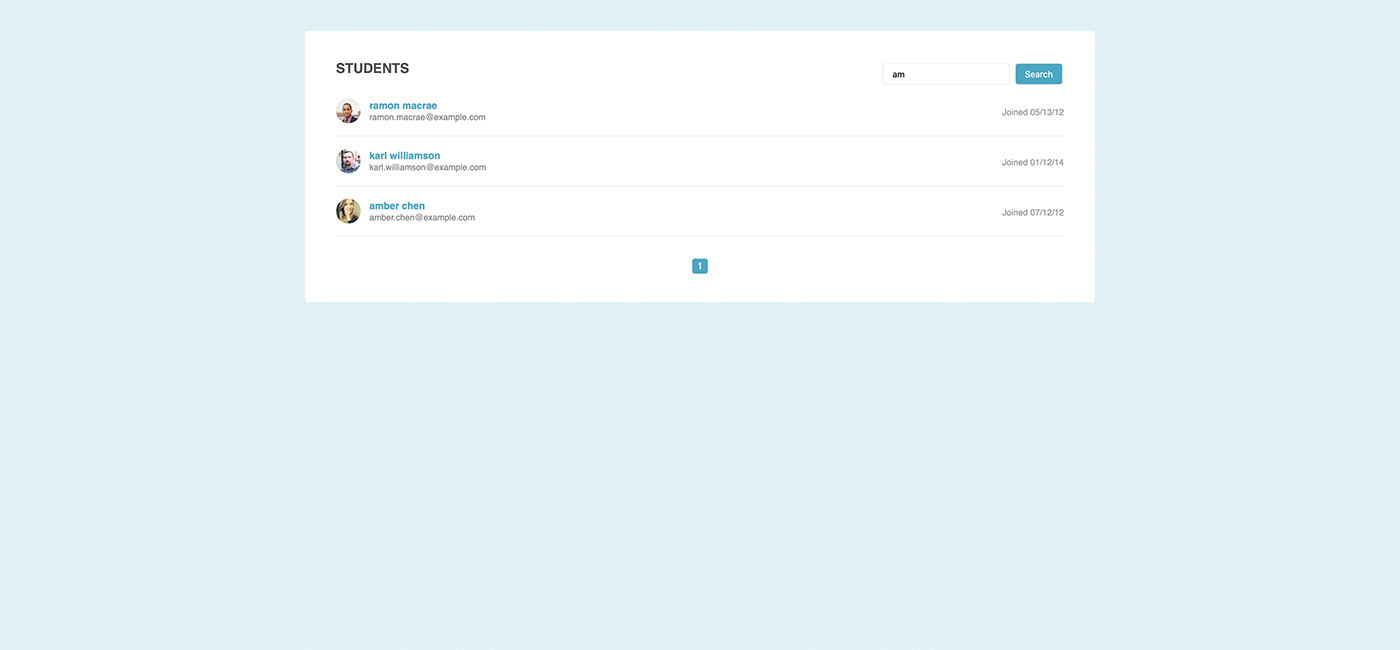 STUDENTS
am
Search
ramon macrae
ramon.macrae@example.com
Joined 05/13/12
karl williamson
karl.williamson@example.com
Joined 01/12/14
amber chen
amber.chen@example.com
Joined 07/12/12
1